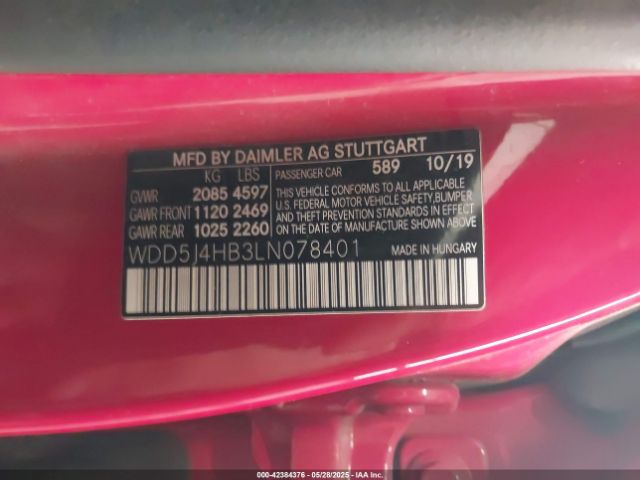 MFD BY DAIMLER AG STUTTGART
KG LBS PASSENGER CAR 589 10/19
GVWR 2085 4597
GAWR FRONT 1120 2469
GAWR REAR 1025 2260
THIS VEHICLE CONFORMS TO ALL APPLICABLE
U.S. FEDERAL MOTOR VEHICLE SAFETY, BUMPER
AND THEFT PREVENTION STANDARDS IN EFFECT
ON THE DATE OF MANUFACTURE SHOWN ABOVE.
WDD5J4HB3LN078401 MADE IN HUNGARY
000-42384376 05/28/2025 IAA Inc.